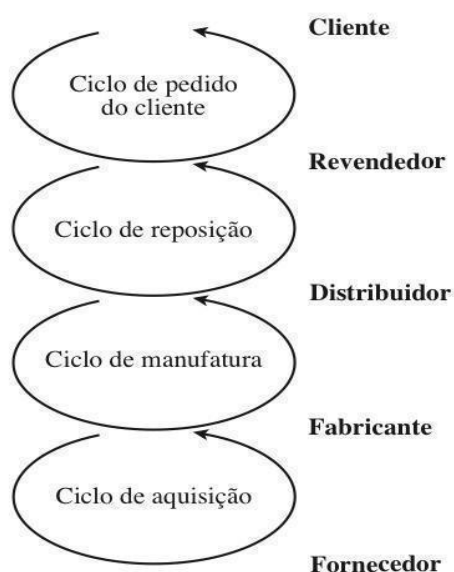 Cliente
Ciclo de pedido
do cliente
Revendedor
Ciclo de reposição
Distribuidor
Ciclo de manufatura
Fabricante
Ciclo de aquisição
Fornecedor